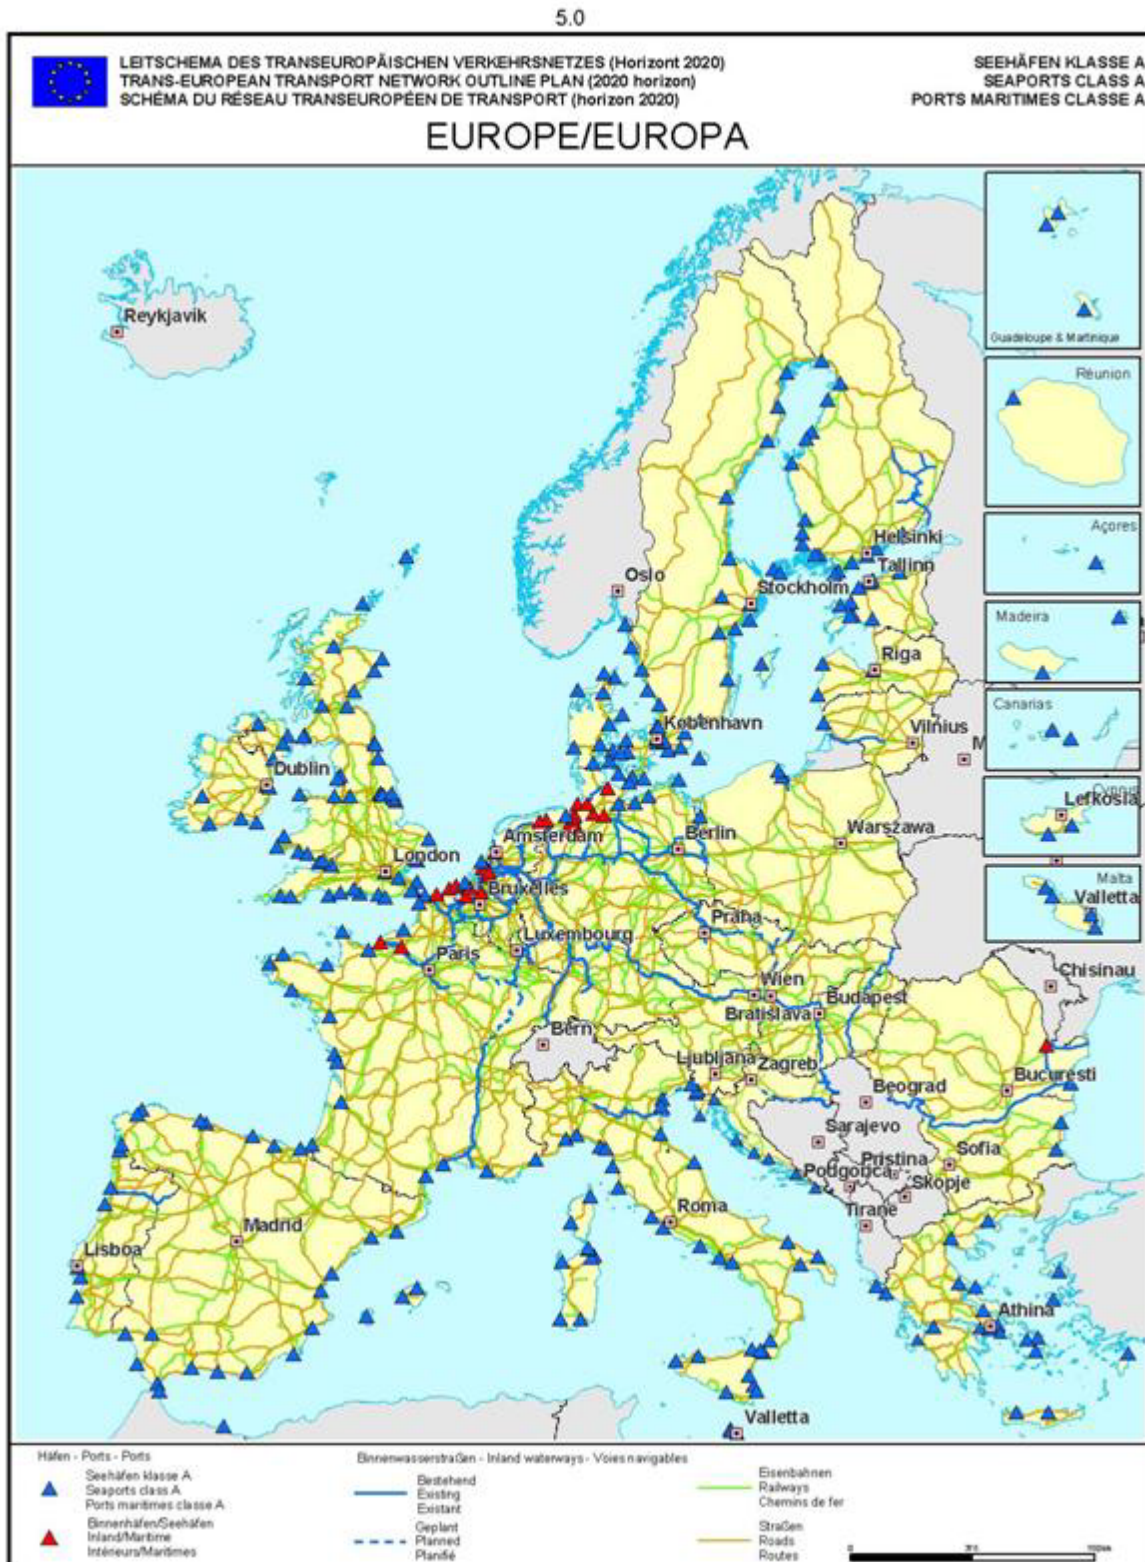 5.0
LEITSCHEMA DES TRANSEUROPÄISCHEN VERKEHRSNETZES (Horizont 2020)
TRANS-EUROPEAN TRANSPORT NETWORK OUTLINE PLAN (2020 horizon)
SCHÉMA DU RÉSEAU TRANSEUROPÉEN DE TRANSPORT (horizon 2020)
SEEHÄFEN KLASSE A
SEAPORTS CLASS A
PORTS MARITIMES CLASSE A
EUROPE/EUROPA
Guadeloupe & Martinique
Réunion
Açores
Madeira
Canarias
Cyprus
Lefkosia
Malta
Valletta
Reykjavik
Oslo
Helsinki
Tallinn
Stockholm
Riga
København
Vilnius
M
Dublin
Amsterdam
Berlin
Warszawa
London
Bruxelles
Praha
Luxembourg
Paris
Wien
Bratislava
Budapest
Chisinau
Bern
Ljubljana
Zagreb
Beograd
Bucuresti
Sarajevo
Pristina
Sofia
Podgorica
Skopje
Tirane
Roma
Madrid
Lisboa
Athina
Valletta
Häfen - Ports - Ports
Seehäfen klasse A
Seaports class A
Ports maritimes classe A
Binnenhäfen/Seehäfen
Inland/Maritime
Intérieurs/Maritimes
Binnenwasserstraßen - Inland waterways - Voies navigables
Bestehend
Existing
Existant
Geplant
Planned
Planifié
Eisenbahnen
Railways
Chemins de fer
Straßen
Roads
Routes
0